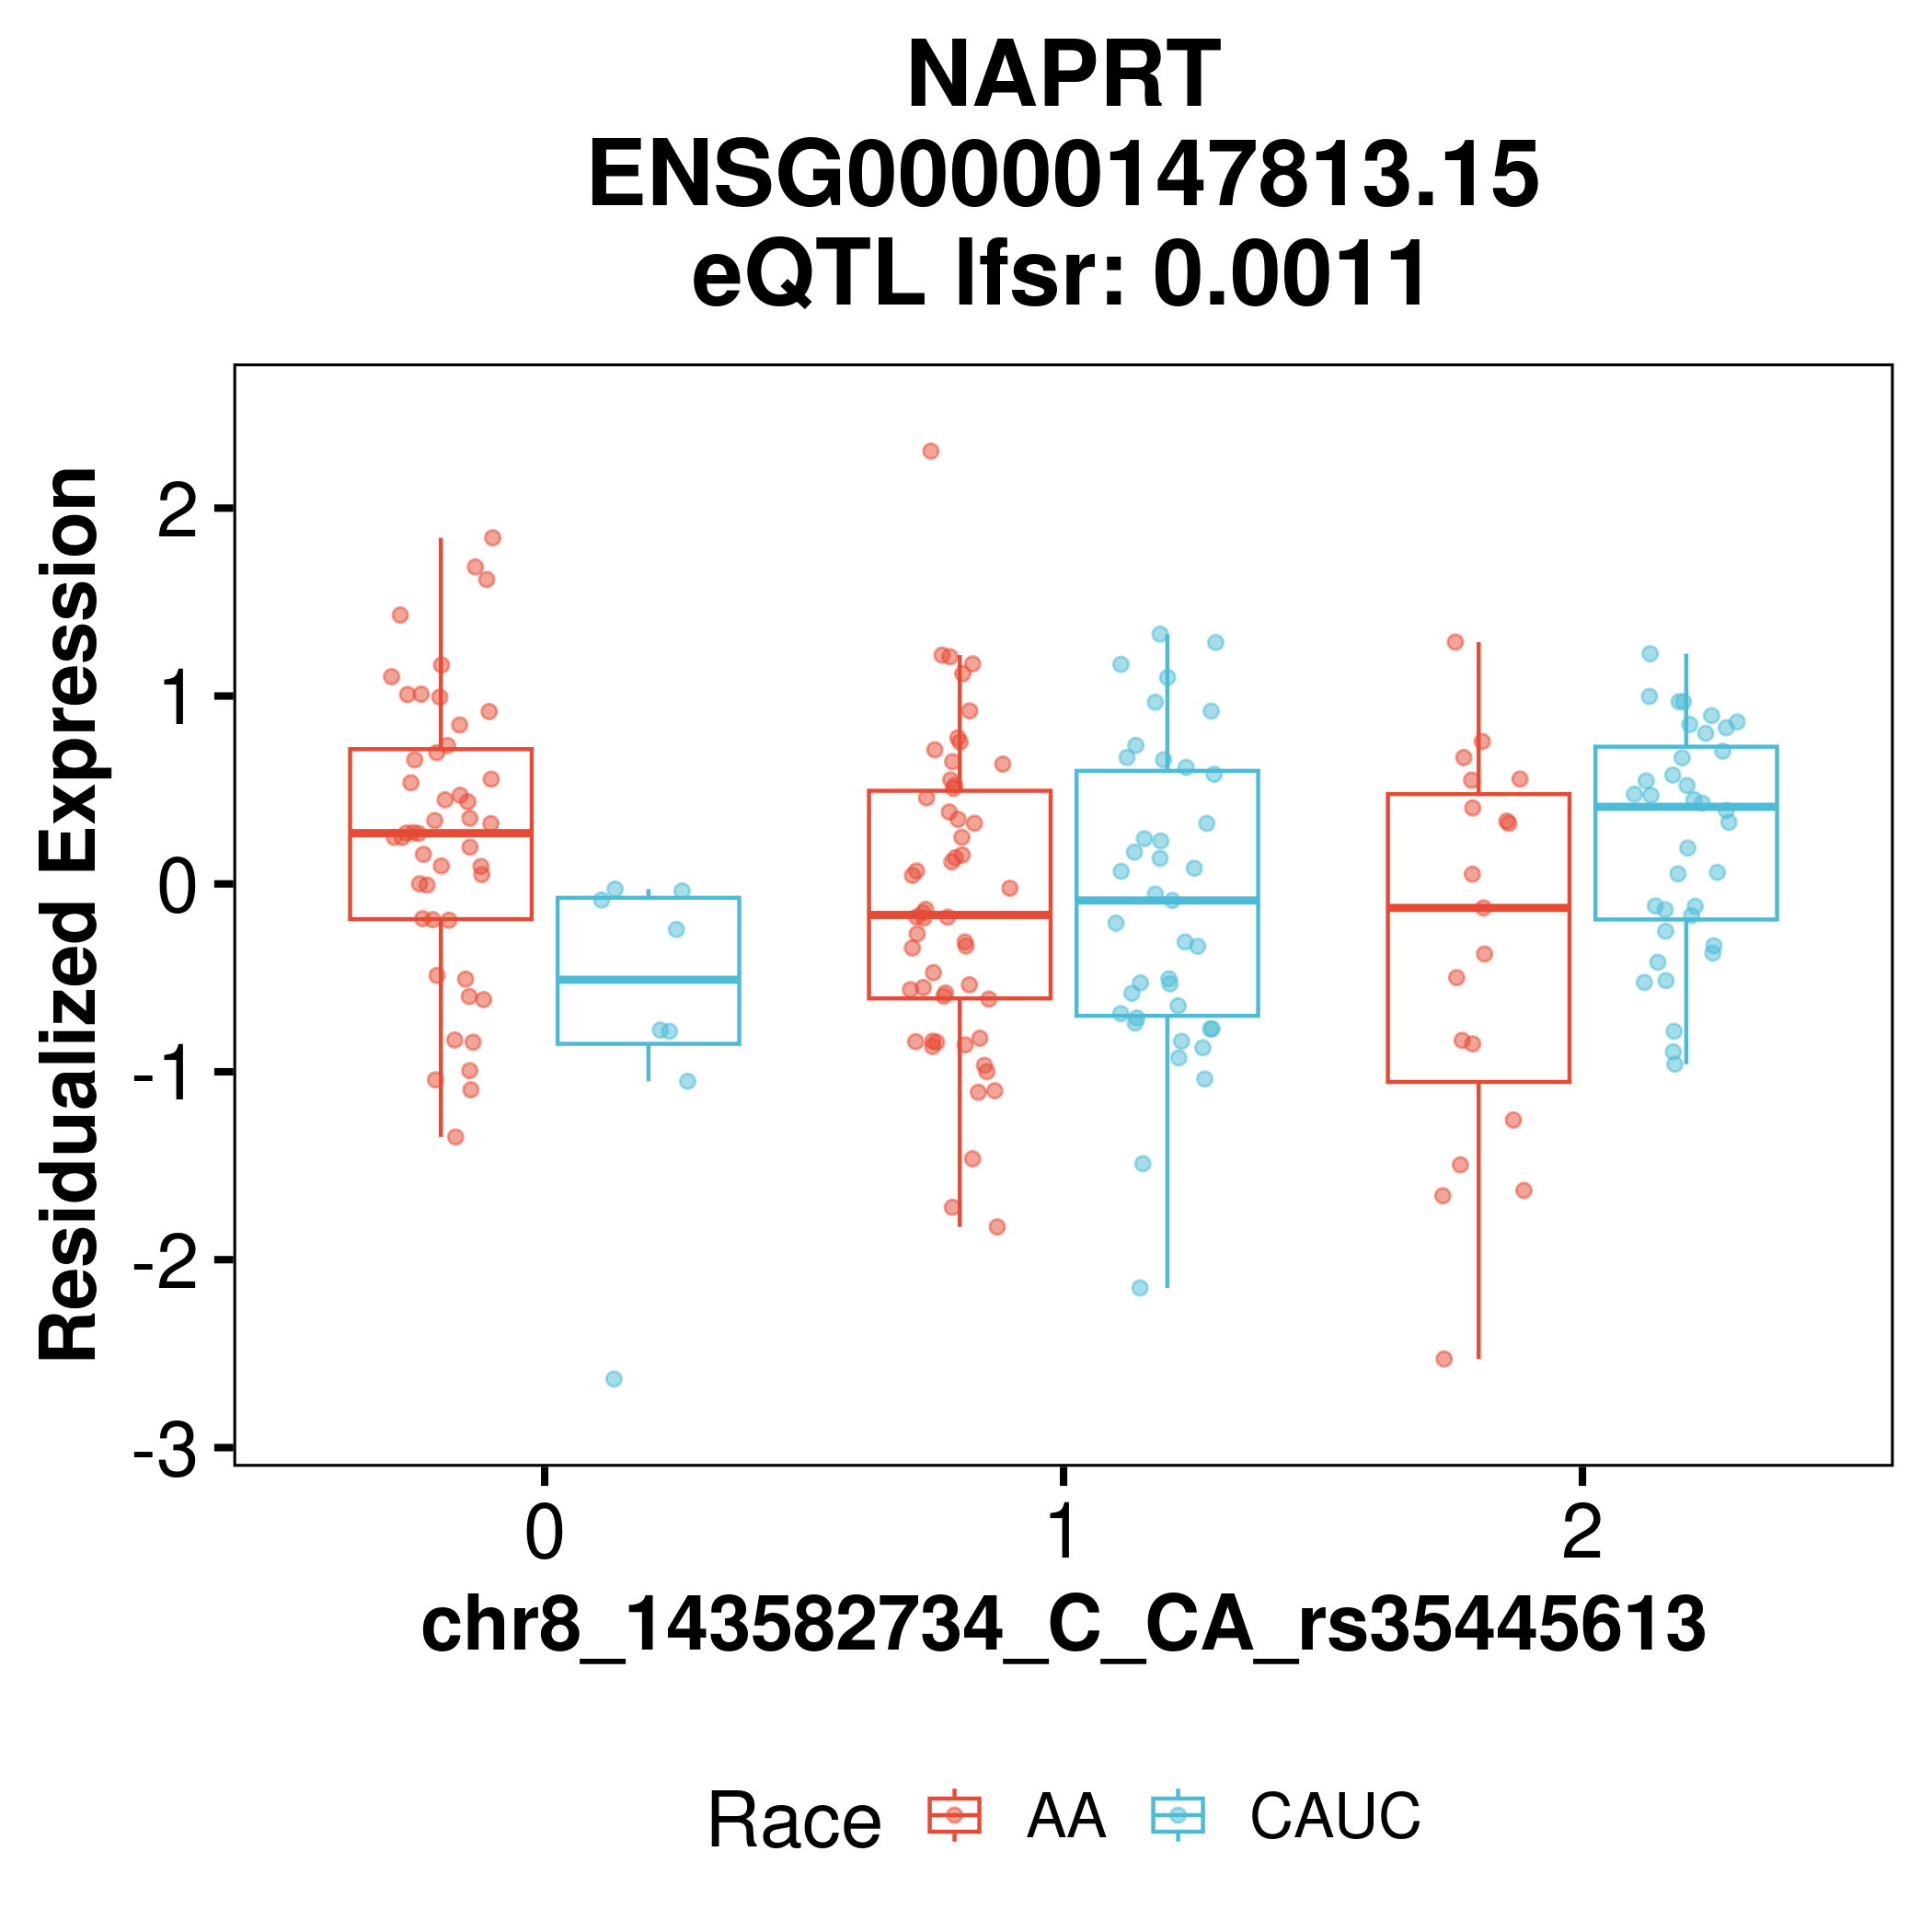 NAPRT
ENSG00000147813.15
eQTL lfsr: 0.0011
Residualized Expression
2
1
0
-1
-2
-3
0 1 2
chr8_143582734_C_CA_rs35445613
Race AA CAUC